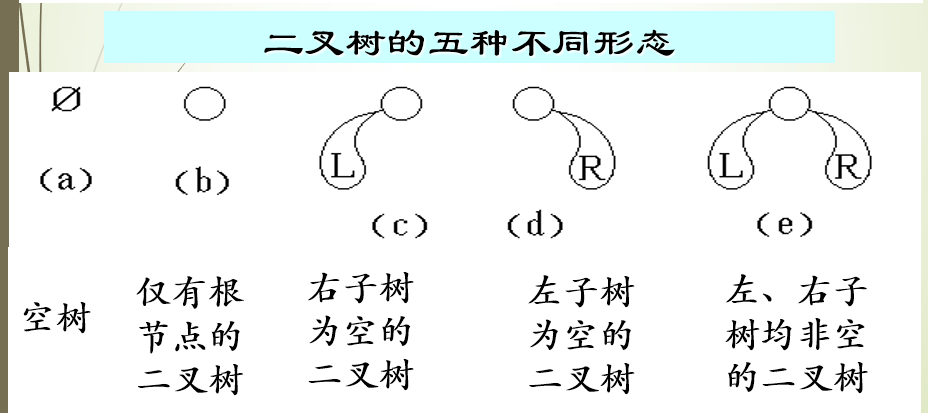 二叉树的五种不同形态
Ø
L
R
L
R
(a)
(b)
(c)
(d)
(e)
空树
仅有根
节点的
二叉树
右子树
为空的
二叉树
左子树
为空的
二叉树
左、右子
树均非空
的二叉树